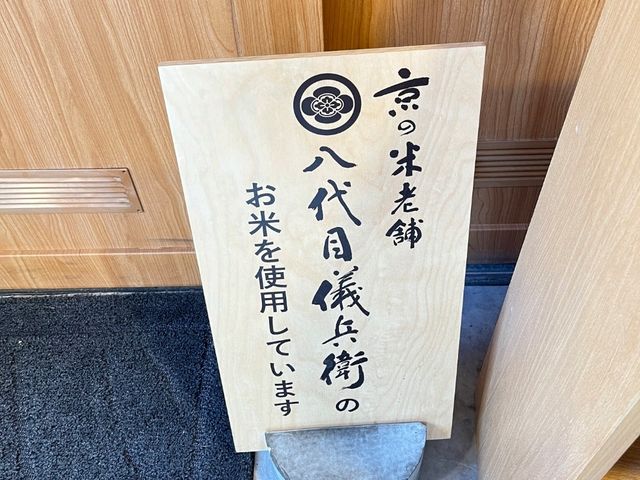 京の米老舗
八代目儀兵衛の
お米を使用しています